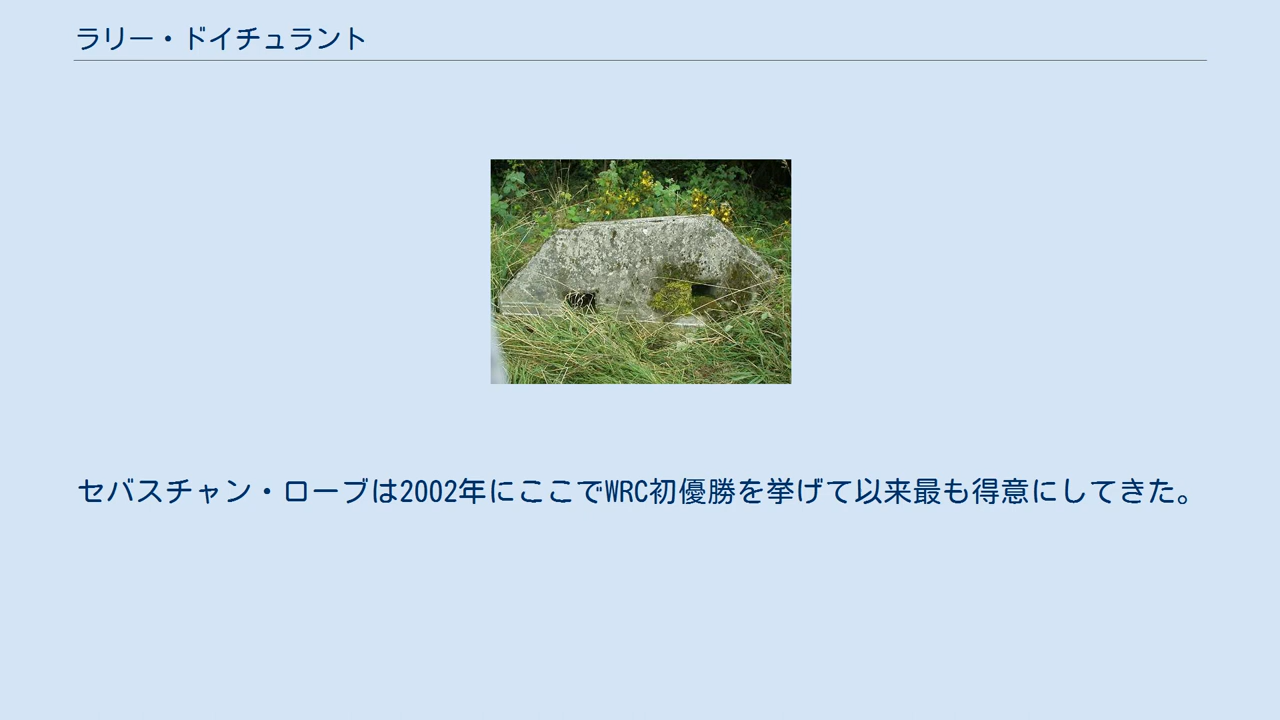 ラリー・ドイチュラント
セバスチャン・ローブは2002年にここでWRC初優勝を挙げて以来最も得意にしてきた。